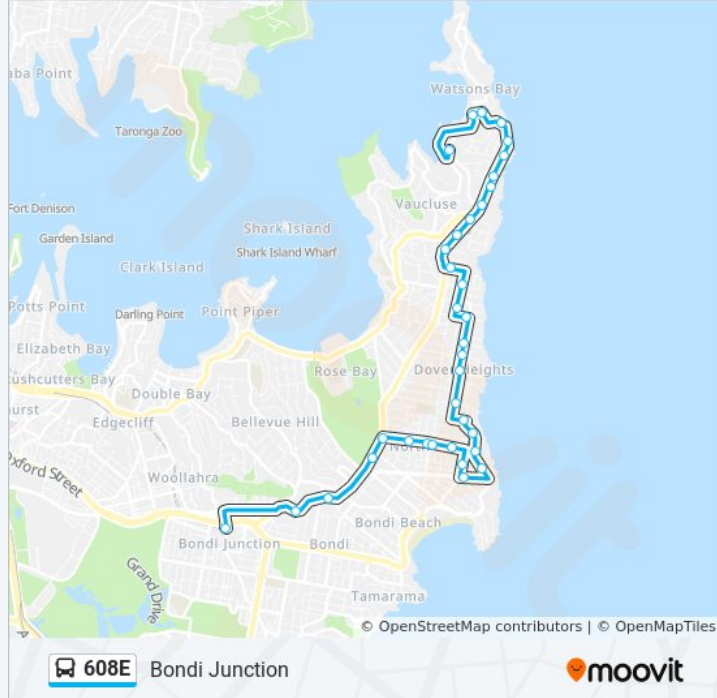 aba Point
Watsons Bay
Taronga Zoo
Fort Denison
Vaucluse
Garden Island
Shark Island
Shark Island Wharf
Clark Island
Potts Point
Darling Point
Point Piper
Elizabeth Bay
Rose Bay
Dover Heights
ushcutters Bay
Double Bay
hurst
Edgecliff
Bellevue Hill
North
Oxford Street
Woollahra
Bondi Beach
Bondi Junction
Bondi
Grand Drive
Tamarama
A
© OpenStreetMap contributors | © OpenMapTiles
608E Bondi Junction
moovit